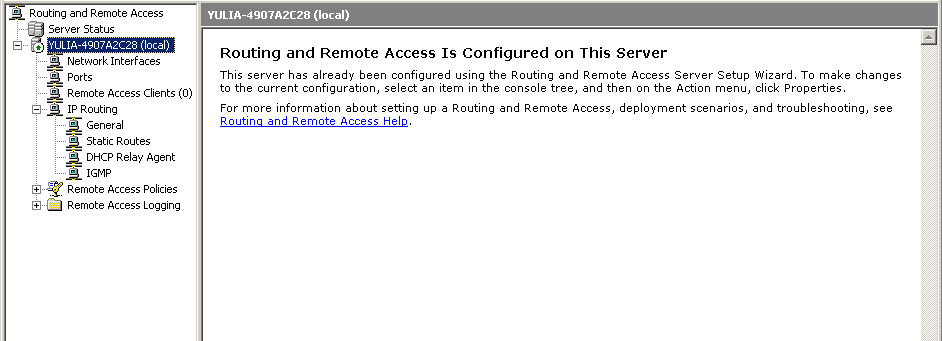 Routing and Remote Access
Server Status
YULIA-4907A2C28 (local)
Network Interfaces
Ports
Remote Access Clients (0)
IP Routing
General
Static Routes
DHCP Relay Agent
IGMP
Remote Access Policies
Remote Access Logging
YULIA-4907A2C28 (local)
Routing and Remote Access Is Configured on This Server
This server has already been configured using the Routing and Remote Access Server Setup Wizard. To make changes
to the current configuration, select an item in the console tree, and then on the Action menu, click Properties.
For more information about setting up a Routing and Remote Access, deployment scenarios, and troubleshooting, see
Routing and Remote Access Help.